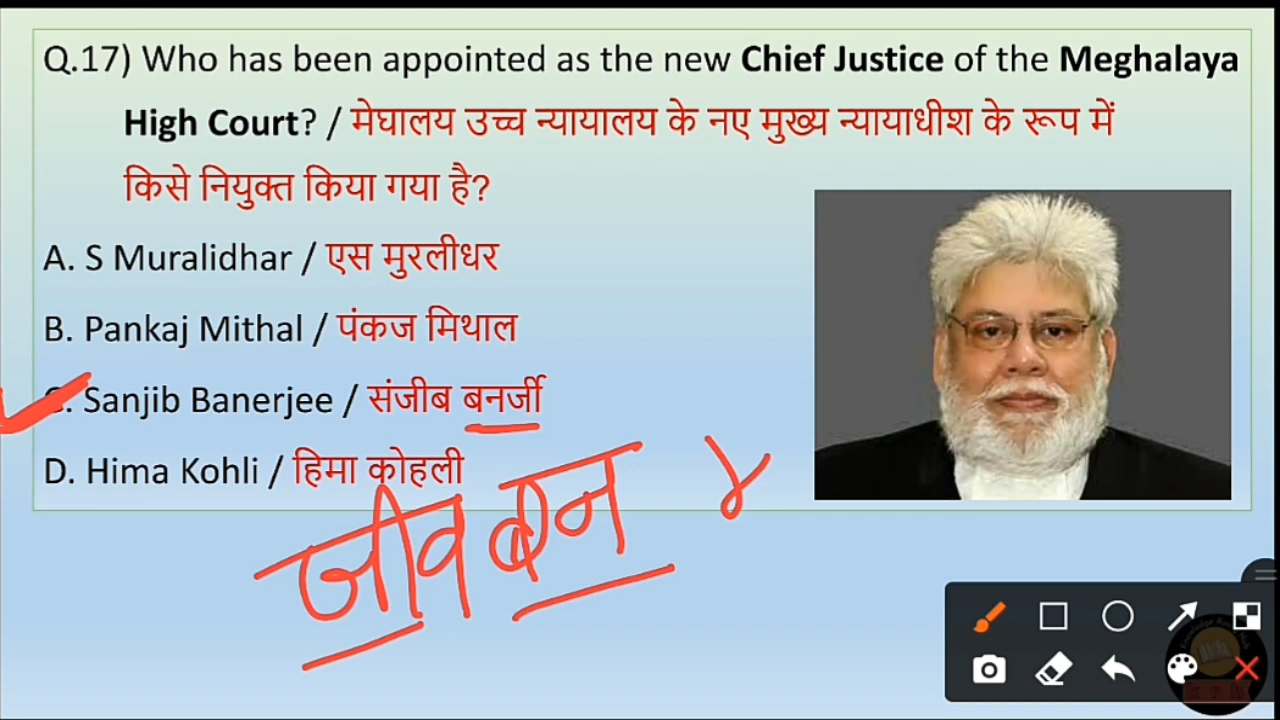 Q.17) Who has been appointed as the new Chief Justice of the Meghalaya
High Court? / मेघालय उच्च न्यायालय के नए मुख्य न्यायाधीश के रूप में
किसे नियुक्त किया गया है?
A. S Muralidhar / एस मुरलीधर
B. Pankaj Mithal / पंकज मिथाल
C. Sanjib Banerjee / संजीब बनर्जी
D. Hima Kohli / हिमा कोहली
जीव बन